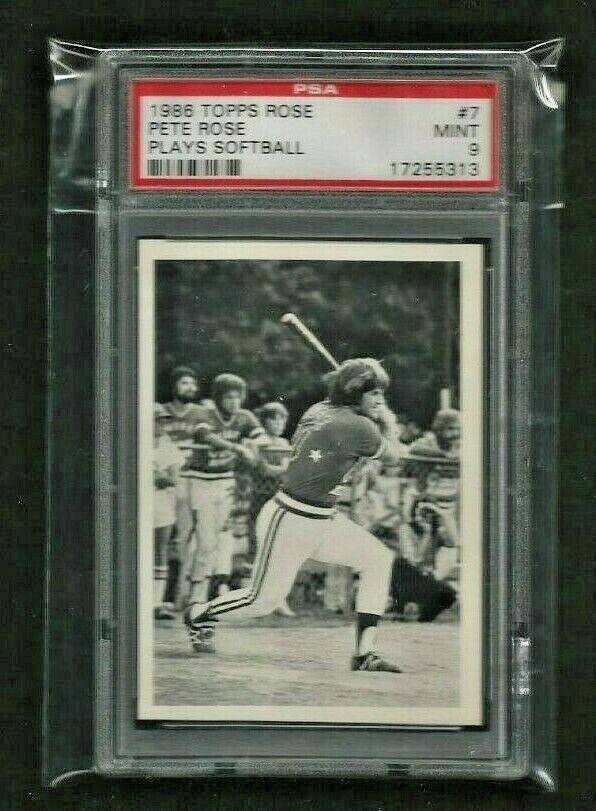 PSA
1986 TOPPS ROSE #7
PETE ROSE MINT
PLAYS SOFTBALL 9
17255313